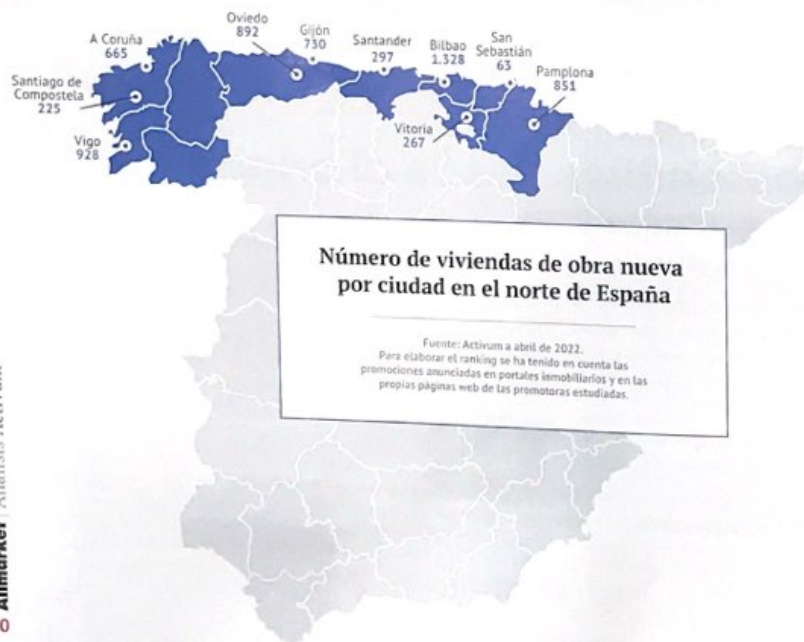 Oviedo
892
Gijón
730
A Coruña
665
Santander
297
Bilbao
1.328
San
Sebastián
63
Pamplona
851
Santiago de
Compostela
225
Vitoria
267
Vigo
928
Número de viviendas de obra nueva
por ciudad en el norte de España
Fuente: Activum a abril de 2022.
Para elaborar el ranking se ha tenido en cuenta las
promociones anunciadas en portales inmobiliarios y en las
propias páginas web de las promotoras estudiadas.
Análisis Activum